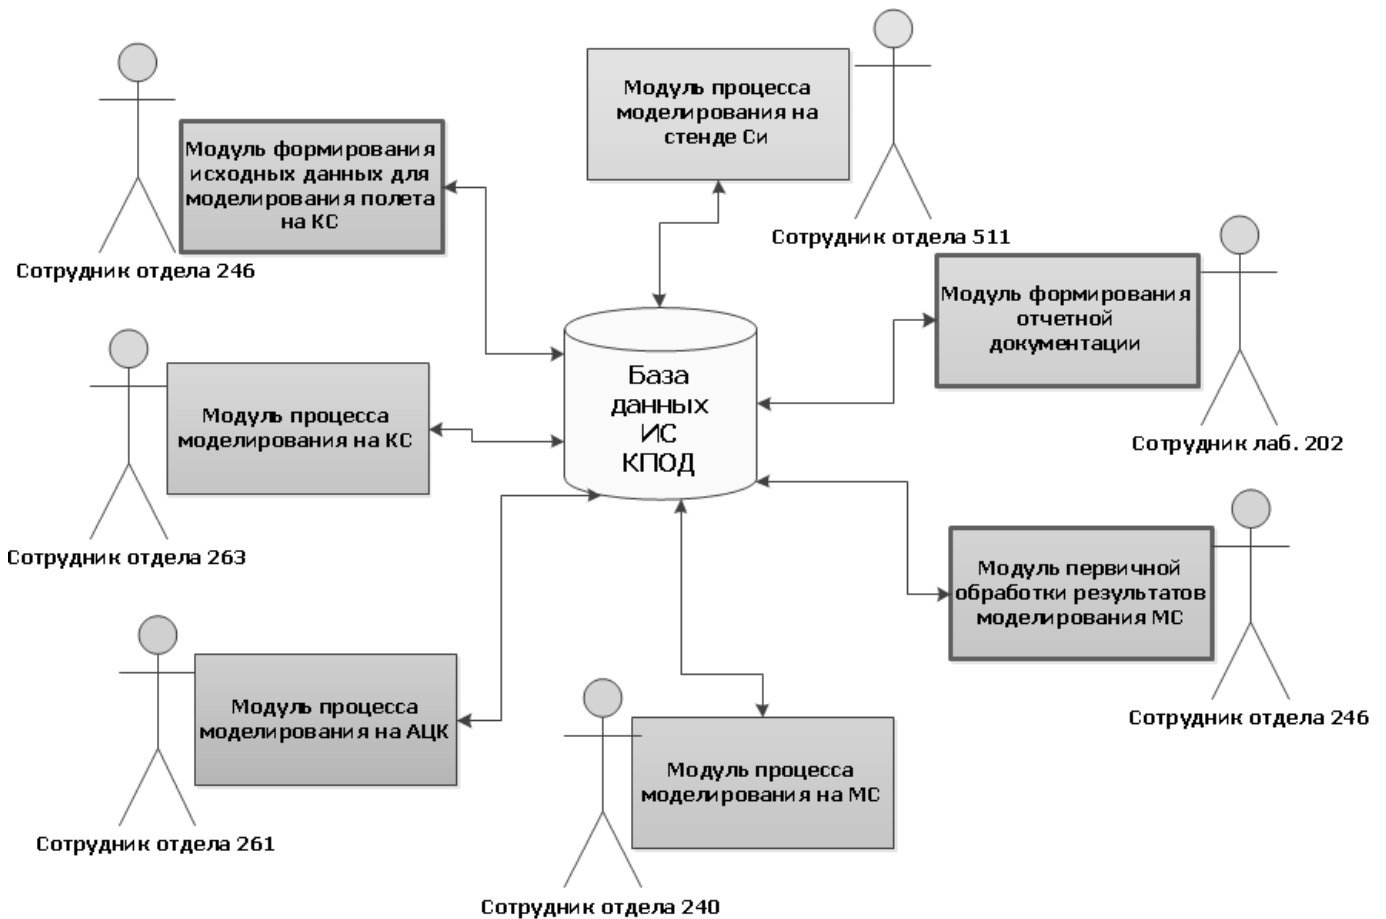 Модуль процесса
моделирования на
стенде Си
Сотрудник отдела 511
Модуль формирования
исходных данных для
моделирования полета
на КС
Сотрудник отдела 246
Модуль формирования
отчетной
документации
Сотрудник лаб. 202
База
данных
ИС
КПОД
Модуль процесса
моделирования на КС
Сотрудник отдела 263
Модуль первичной
обработки результатов
моделирования МС
Сотрудник отдела 246
Модуль процесса
моделирования на АЦК
Сотрудник отдела 261
Модуль процесса
моделирования на МС
Сотрудник отдела 240